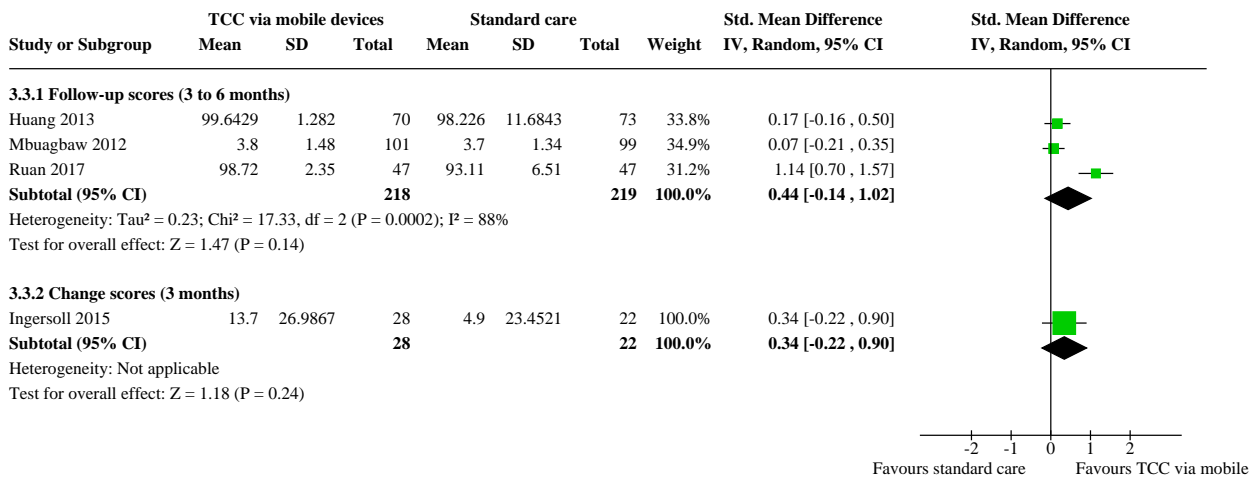 TCC via mobile devices Standard care Std. Mean Difference Std. Mean Difference
Study or Subgroup Mean SD Total Mean SD Total Weight IV, Random, 95% CI IV, Random, 95% CI
3.3.1 Follow-up scores (3 to 6 months)
Huang 2013 99.6429 1.282 70 98.226 11.6843 73 33.8% 0.17 [-0.16 , 0.50]
Mbuagbaw 2012 3.8 1.48 101 3.7 1.34 99 34.9% 0.07 [-0.21 , 0.35]
Ruan 2017 98.72 2.35 47 93.11 6.51 47 31.2% 1.14 [0.70 , 1.57]
Subtotal (95% CI) 218 219 100.0% 0.44 [-0.14 , 1.02]
Heterogeneity: Tau² = 0.23; Chi² = 17.33, df = 2 (P = 0.0002); I² = 88%
Test for overall effect: Z = 1.47 (P = 0.14)
3.3.2 Change scores (3 months)
Ingersoll 2015 13.7 26.9867 28 4.9 23.4521 22 100.0% 0.34 [-0.22 , 0.90]
Subtotal (95% CI) 28 22 100.0% 0.34 [-0.22 , 0.90]
Heterogeneity: Not applicable
Test for overall effect: Z = 1.18 (P = 0.24)
-2 -1 0 1 2
Favours standard care Favours TCC via mobile